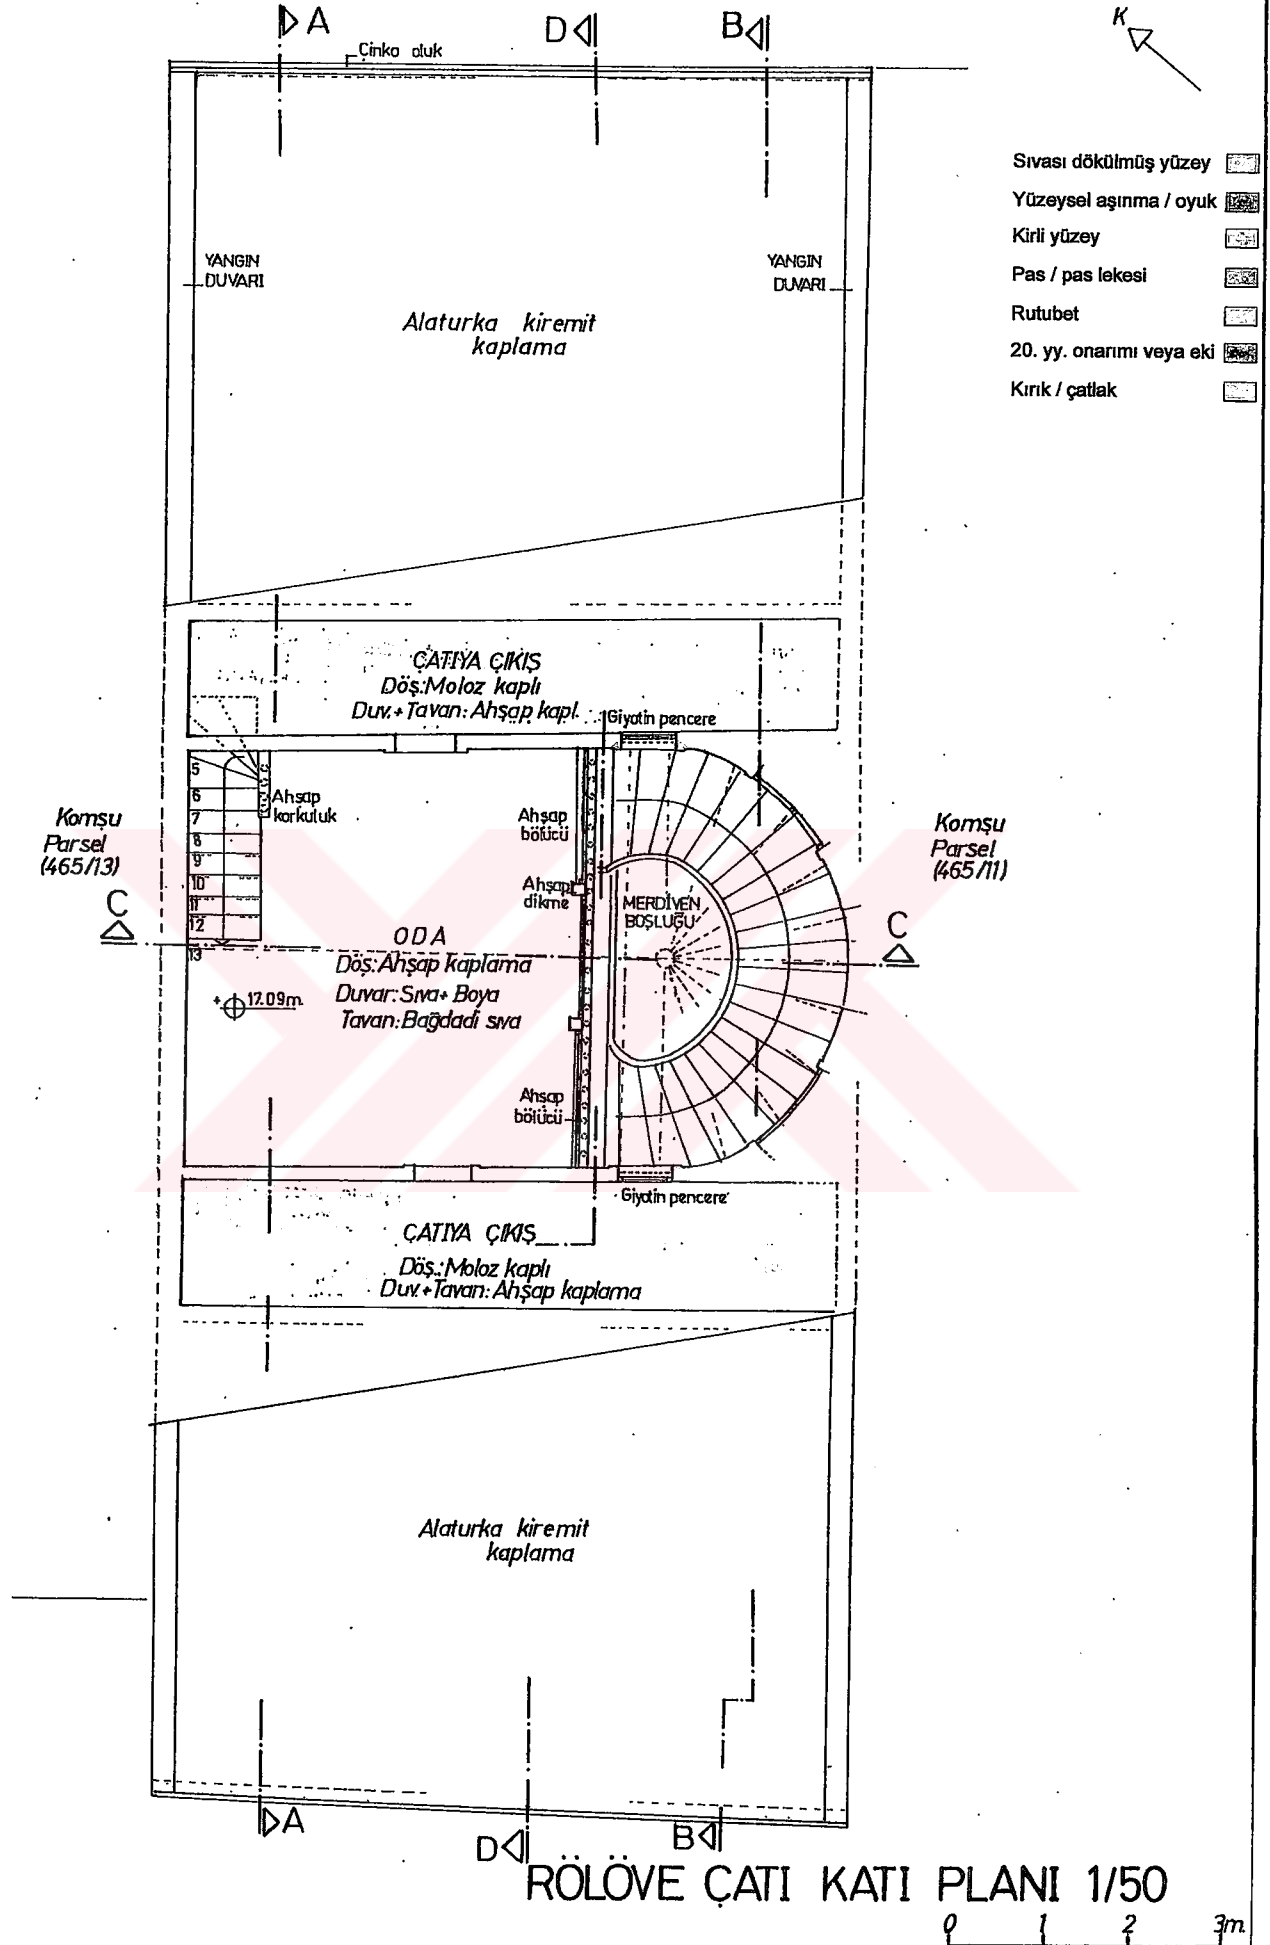 A
D
B
K
Çinko oluk
Sıvası dökülmüş yüzey
Yüzeysel aşınma / oyuk
Kirli yüzey
Pas / pas lekesi
Rutubet
20. yy. onarımı veya eki
Kırık / çatlak
YANGIN
DUVARI
YANGIN
DUVARI
Alaturka kiremit
kaplama
ÇATIYA ÇIKIŞ
Döş:Moloz kaplı
Duv.+Tavan: Ahşap kapl.
Giyotin pencere
5
6
7
8
9
10
11
12
13
Ahşap
korkuluk
Komşu
Parsel
(465/13)
Ahşap
bölücü
Ahşap
dikme
MERDİVEN
BOŞLUĞU
Komşu
Parsel
(465/11)
C
C
ODA
Döş:Ahşap kaplama
Duvar:Sıva+ Boya
Tavan:Bağdadi sıva
+ 17.09m.
Ahşap
bölücü
Giyotin pencere
ÇATIYA ÇIKIŞ
Döş.:Moloz kaplı
Duv.+Tavan: Ahşap kaplama
Alaturka kiremit
kaplama
A
D
B
RÖLÖVE ÇATI KATI PLANI 1/50
0 1 2 3m.